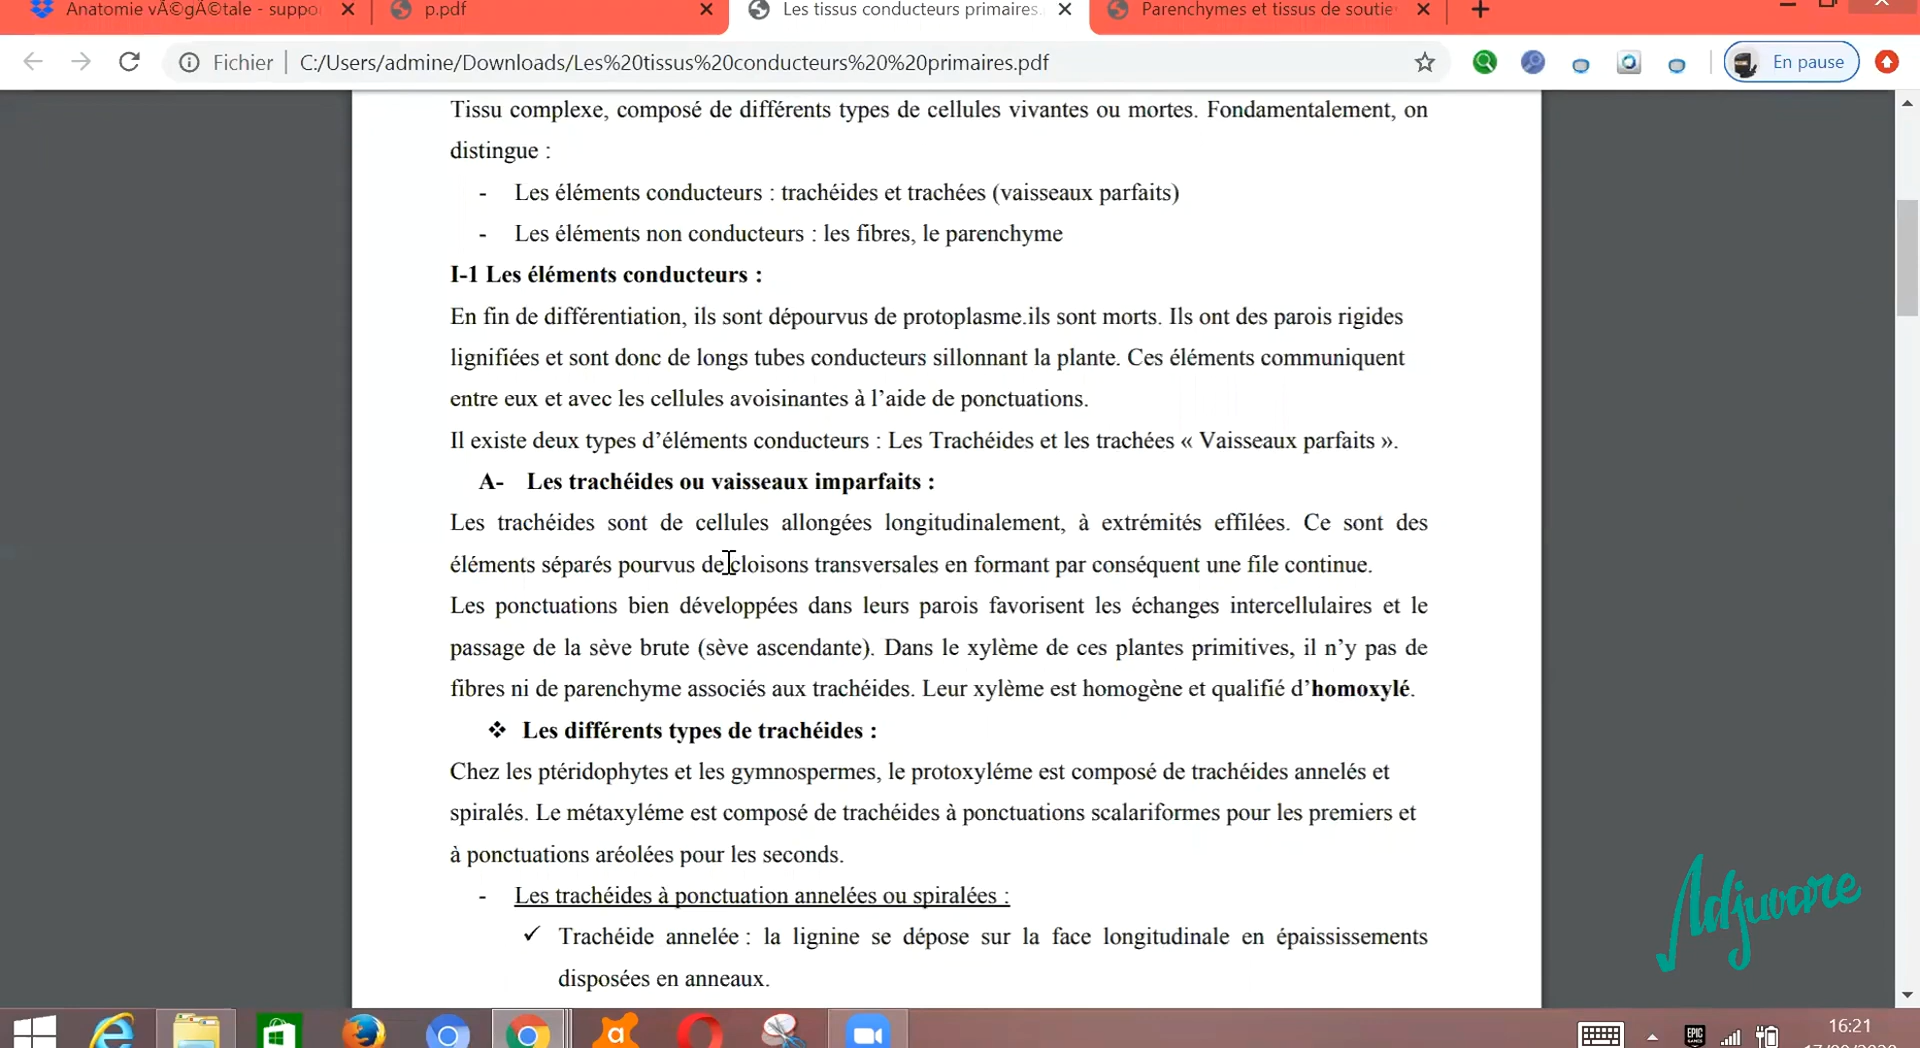 Anatomie vÃ©gÃ©tale - suppo
p.pdf
Les tissus conducteurs primaires.
Parenchymes et tissus de soutie
Fichier
C:/Users/admine/Downloads/Les%20tissus%20conducteurs%20%20primaires.pdf
En pause
Tissu complexe, composé de différents types de cellules vivantes ou mortes. Fondamentalement, on
distingue :
- Les éléments conducteurs : trachéides et trachées (vaisseaux parfaits)
- Les éléments non conducteurs : les fibres, le parenchyme
I-1 Les éléments conducteurs :
En fin de différentiation, ils sont dépourvus de protoplasme.ils sont morts. Ils ont des parois rigides
lignifiées et sont donc de longs tubes conducteurs sillonnant la plante. Ces éléments communiquent
entre eux et avec les cellules avoisinantes à l’aide de ponctuations.
Il existe deux types d’éléments conducteurs : Les Trachéides et les trachées « Vaisseaux parfaits ».
A- Les trachéides ou vaisseaux imparfaits :
Les trachéides sont de cellules allongées longitudinalement, à extrémités effilées. Ce sont des
éléments séparés pourvus de cloisons transversales en formant par conséquent une file continue.
Les ponctuations bien développées dans leurs parois favorisent les échanges intercellulaires et le
passage de la sève brute (sève ascendante). Dans le xylème de ces plantes primitives, il n’y pas de
fibres ni de parenchyme associés aux trachéides. Leur xylème est homogène et qualifié d’homoxylé.
❖ Les différents types de trachéides :
Chez les ptéridophytes et les gymnospermes, le protoxyléme est composé de trachéides annelés et
spiralés. Le métaxyléme est composé de trachéides à ponctuations scalariformes pour les premiers et
à ponctuations aréolées pour les seconds.
- Les trachéides à ponctuation annelées ou spiralées :
✓ Trachéide annelée : la lignine se dépose sur la face longitudinale en épaississements
disposées en anneaux.
Adjuvare
EPIC
16:21